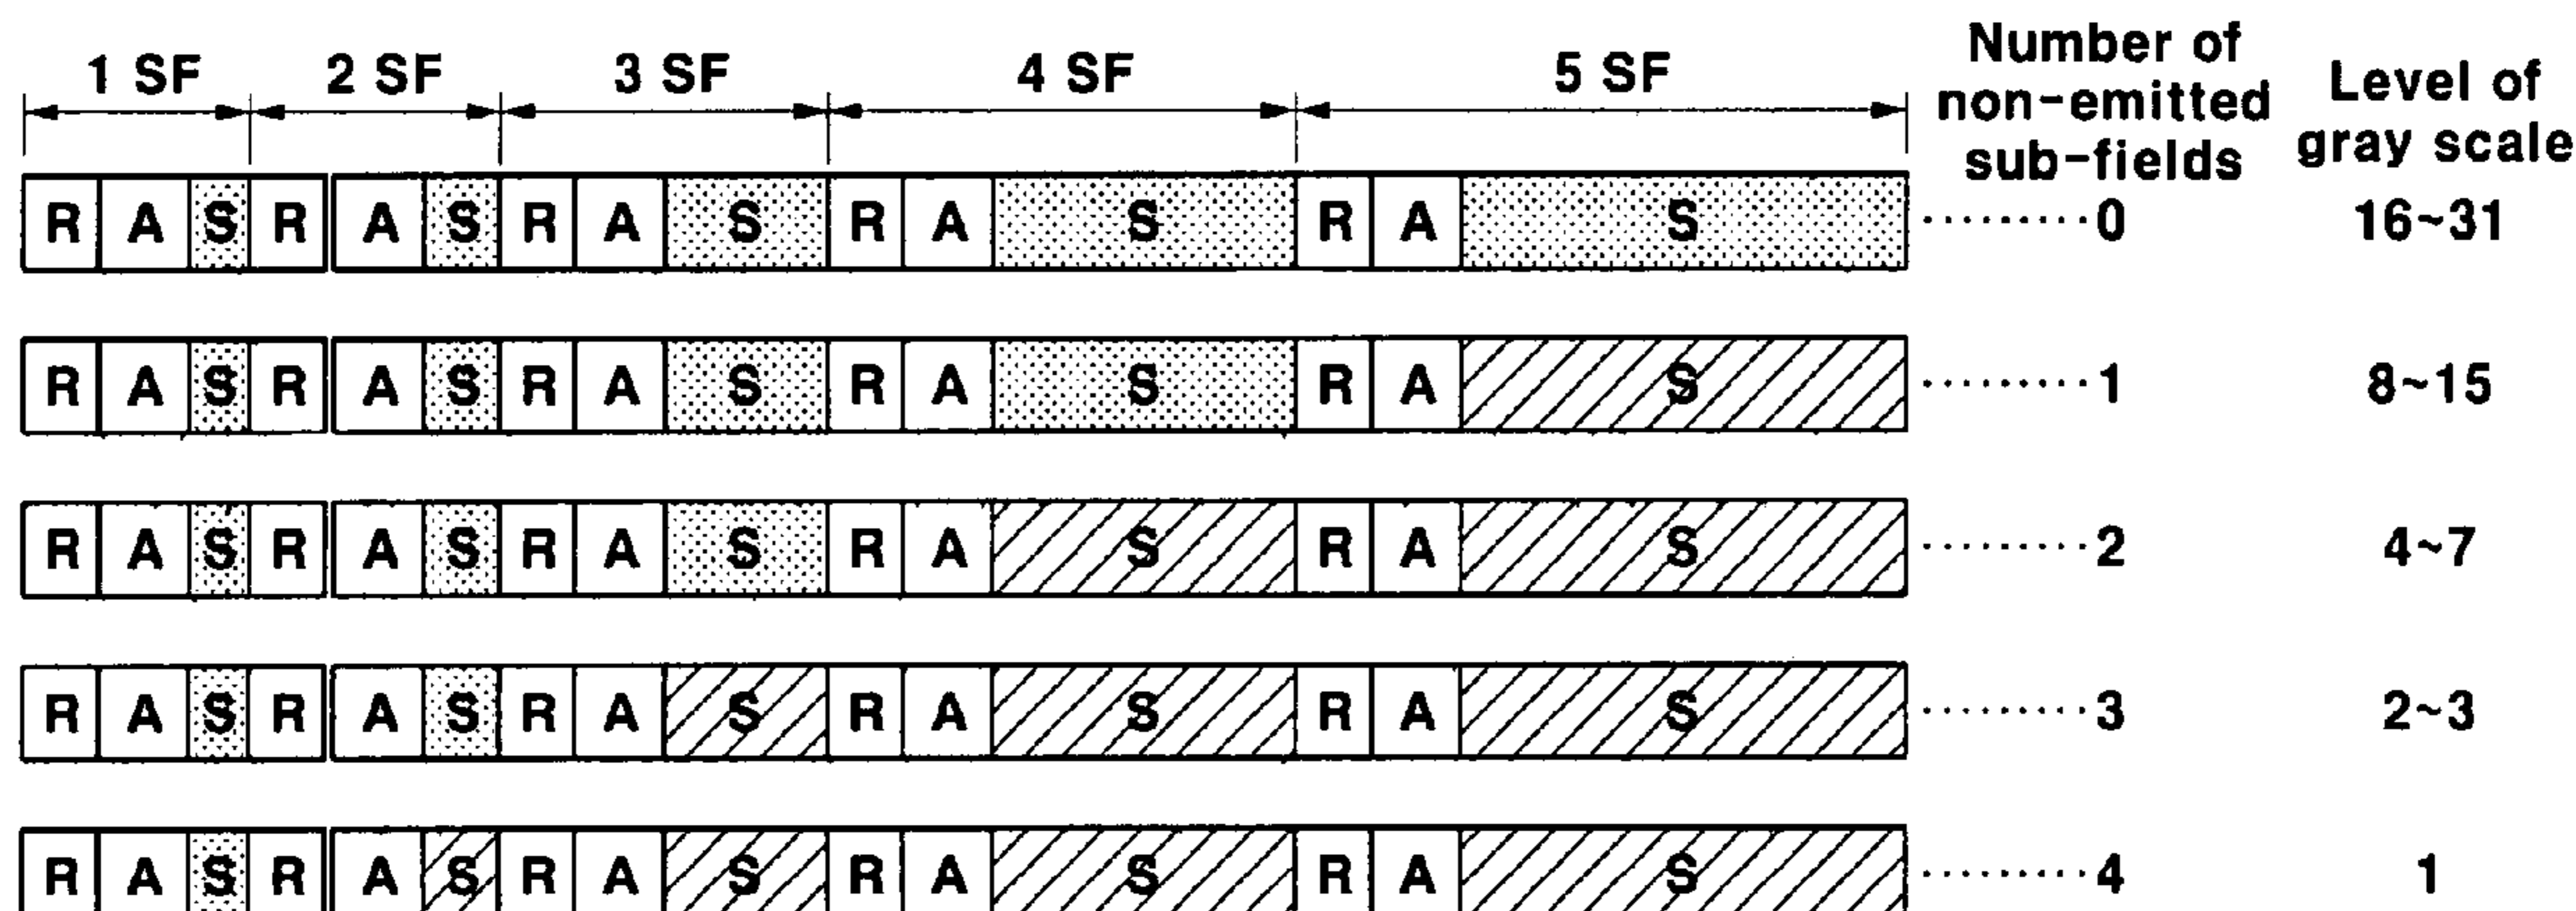 1 SF 2 SF 3 SF 4 SF 5 SF
Number of
non-emitted
sub-fields
Level of
gray scale
R A S R A S R A S R A S R A S ·········0 16~31
R A S R A S R A S R A S R A S ·········1 8~15
R A S R A S R A S R A S R A S ·········2 4~7
R A S R A S R A S R A S R A S ·········3 2~3
R A S R A S R A S R A S R A S ·········4 1